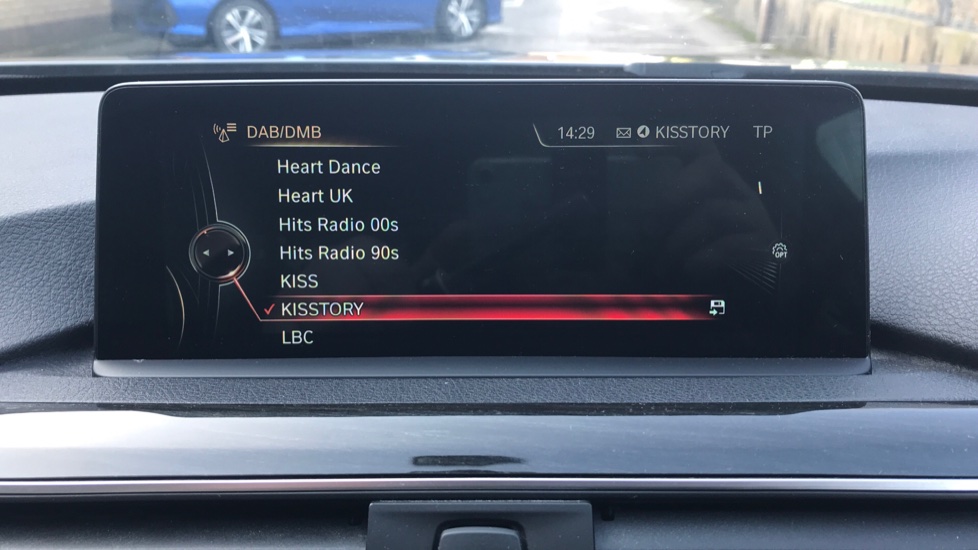 DAB/DMB 14:29 KISSTORY TP
Heart Dance
Heart UK
Hits Radio 00s
Hits Radio 90s
OPT
KISS
KISSTORY
LBC